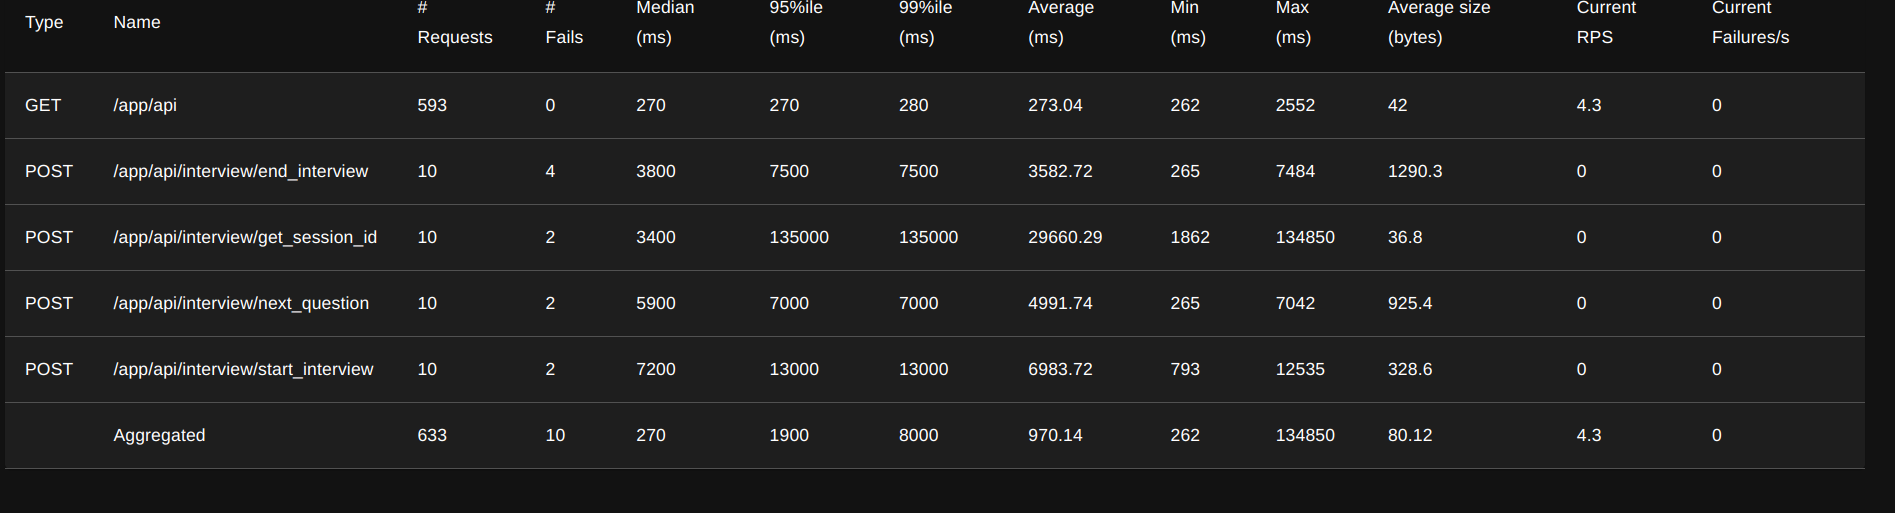 Type Name # Requests # Fails Median (ms) 95%ile (ms) 99%ile (ms) Average (ms) Min (ms) Max (ms) Average size (bytes) Current RPS Current Failures/s
GET /app/api 593 0 270 270 280 273.04 262 2552 42 4.3 0
POST /app/api/interview/end_interview 10 4 3800 7500 7500 3582.72 265 7484 1290.3 0 0
POST /app/api/interview/get_session_id 10 2 3400 135000 135000 29660.29 1862 134850 36.8 0 0
POST /app/api/interview/next_question 10 2 5900 7000 7000 4991.74 265 7042 925.4 0 0
POST /app/api/interview/start_interview 10 2 7200 13000 13000 6983.72 793 12535 328.6 0 0
Aggregated 633 10 270 1900 8000 970.14 262 134850 80.12 4.3 0